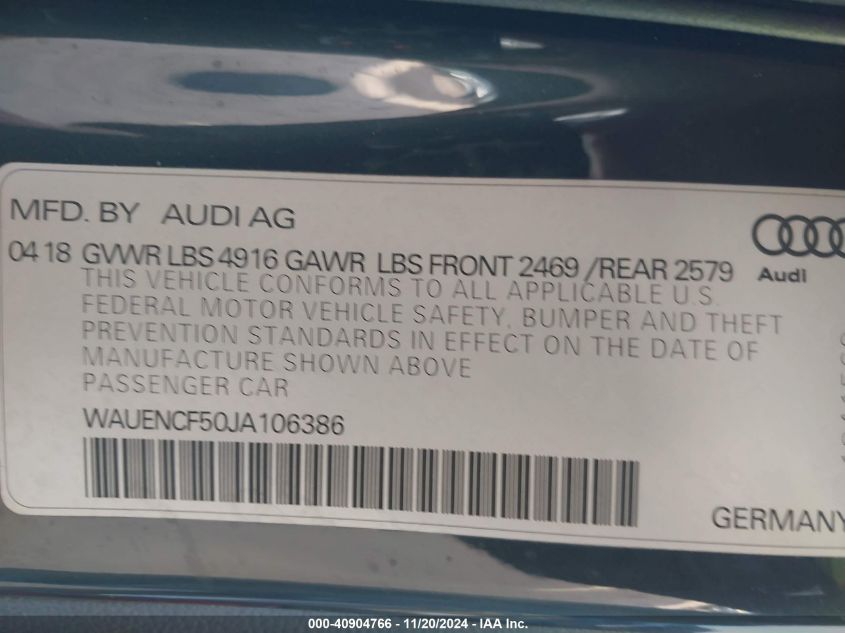 MFD. BY AUDI AG
04 18 GVWR LBS 4916 GAWR LBS FRONT 2469 /REAR 2579
Audi
THIS VEHICLE CONFORMS TO ALL APPLICABLE U.S.
FEDERAL MOTOR VEHICLE SAFETY, BUMPER AND THEFT
PREVENTION STANDARDS IN EFFECT ON THE DATE OF
MANUFACTURE SHOWN ABOVE
PASSENGER CAR
WAUENCF50JA106386
GERMANY
000-40904766 - 11/20/2024 - IAA Inc.